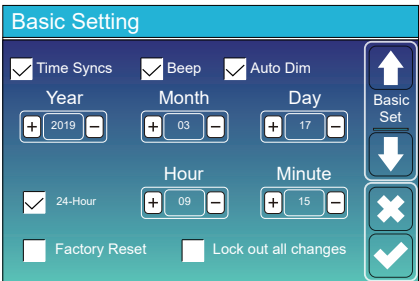 Basic Setting
Time Syncs Beep Auto Dim
Year Month Day
+ 2019 − + 03 − + 17 −
Basic
Set
Hour Minute
24-Hour + 09 − + 15 −
Factory Reset Lock out all changes